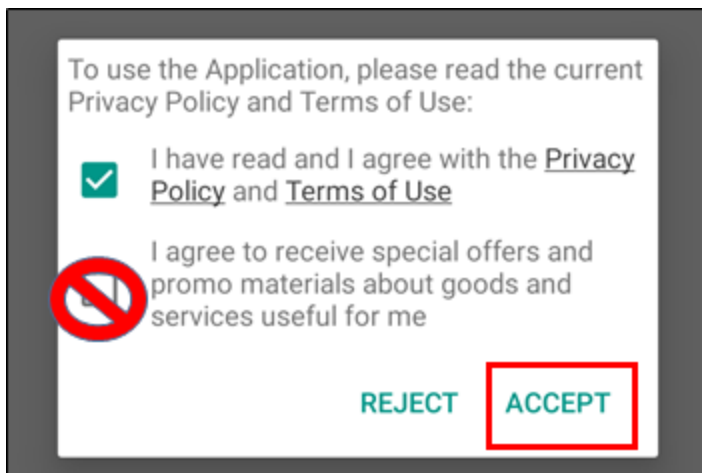 To use the Application, please read the current
Privacy Policy and Terms of Use:
I have read and I agree with the Privacy
Policy and Terms of Use
I agree to receive special offers and
promo materials about goods and
services useful for me
REJECT ACCEPT